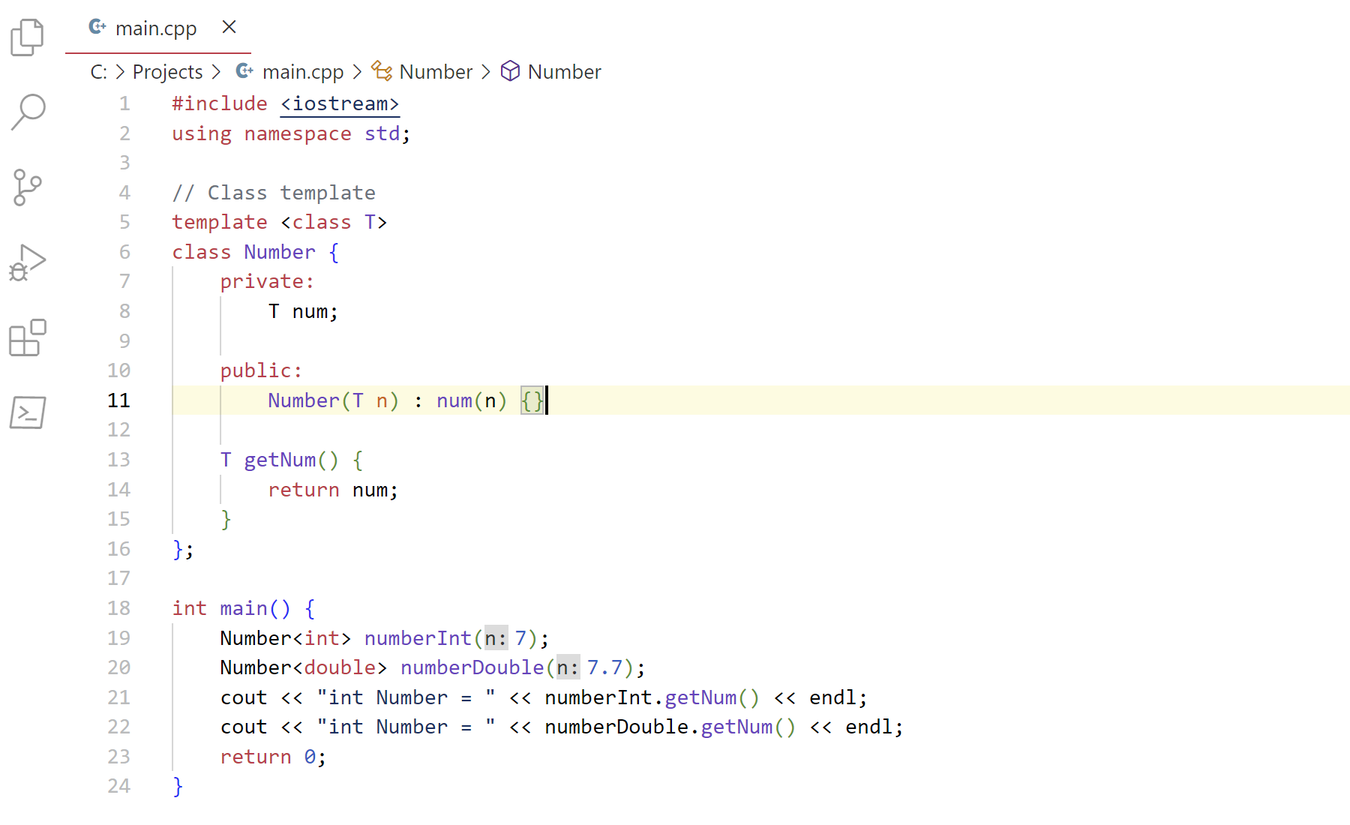 main.cpp ×
C: > Projects > main.cpp > Number > Number
1 #include <iostream>
2 using namespace std;
3
4 // Class template
5 template <class T>
6 class Number {
7     private:
8         T num;
9
10     public:
11         Number(T n) : num(n) {}
12
13     T getNum() {
14         return num;
15     }
16 };
17
18 int main() {
19     Number<int> numberInt(n: 7);
20     Number<double> numberDouble(n: 7.7);
21     cout << "int Number = " << numberInt.getNum() << endl;
22     cout << "int Number = " << numberDouble.getNum() << endl;
23     return 0;
24 }